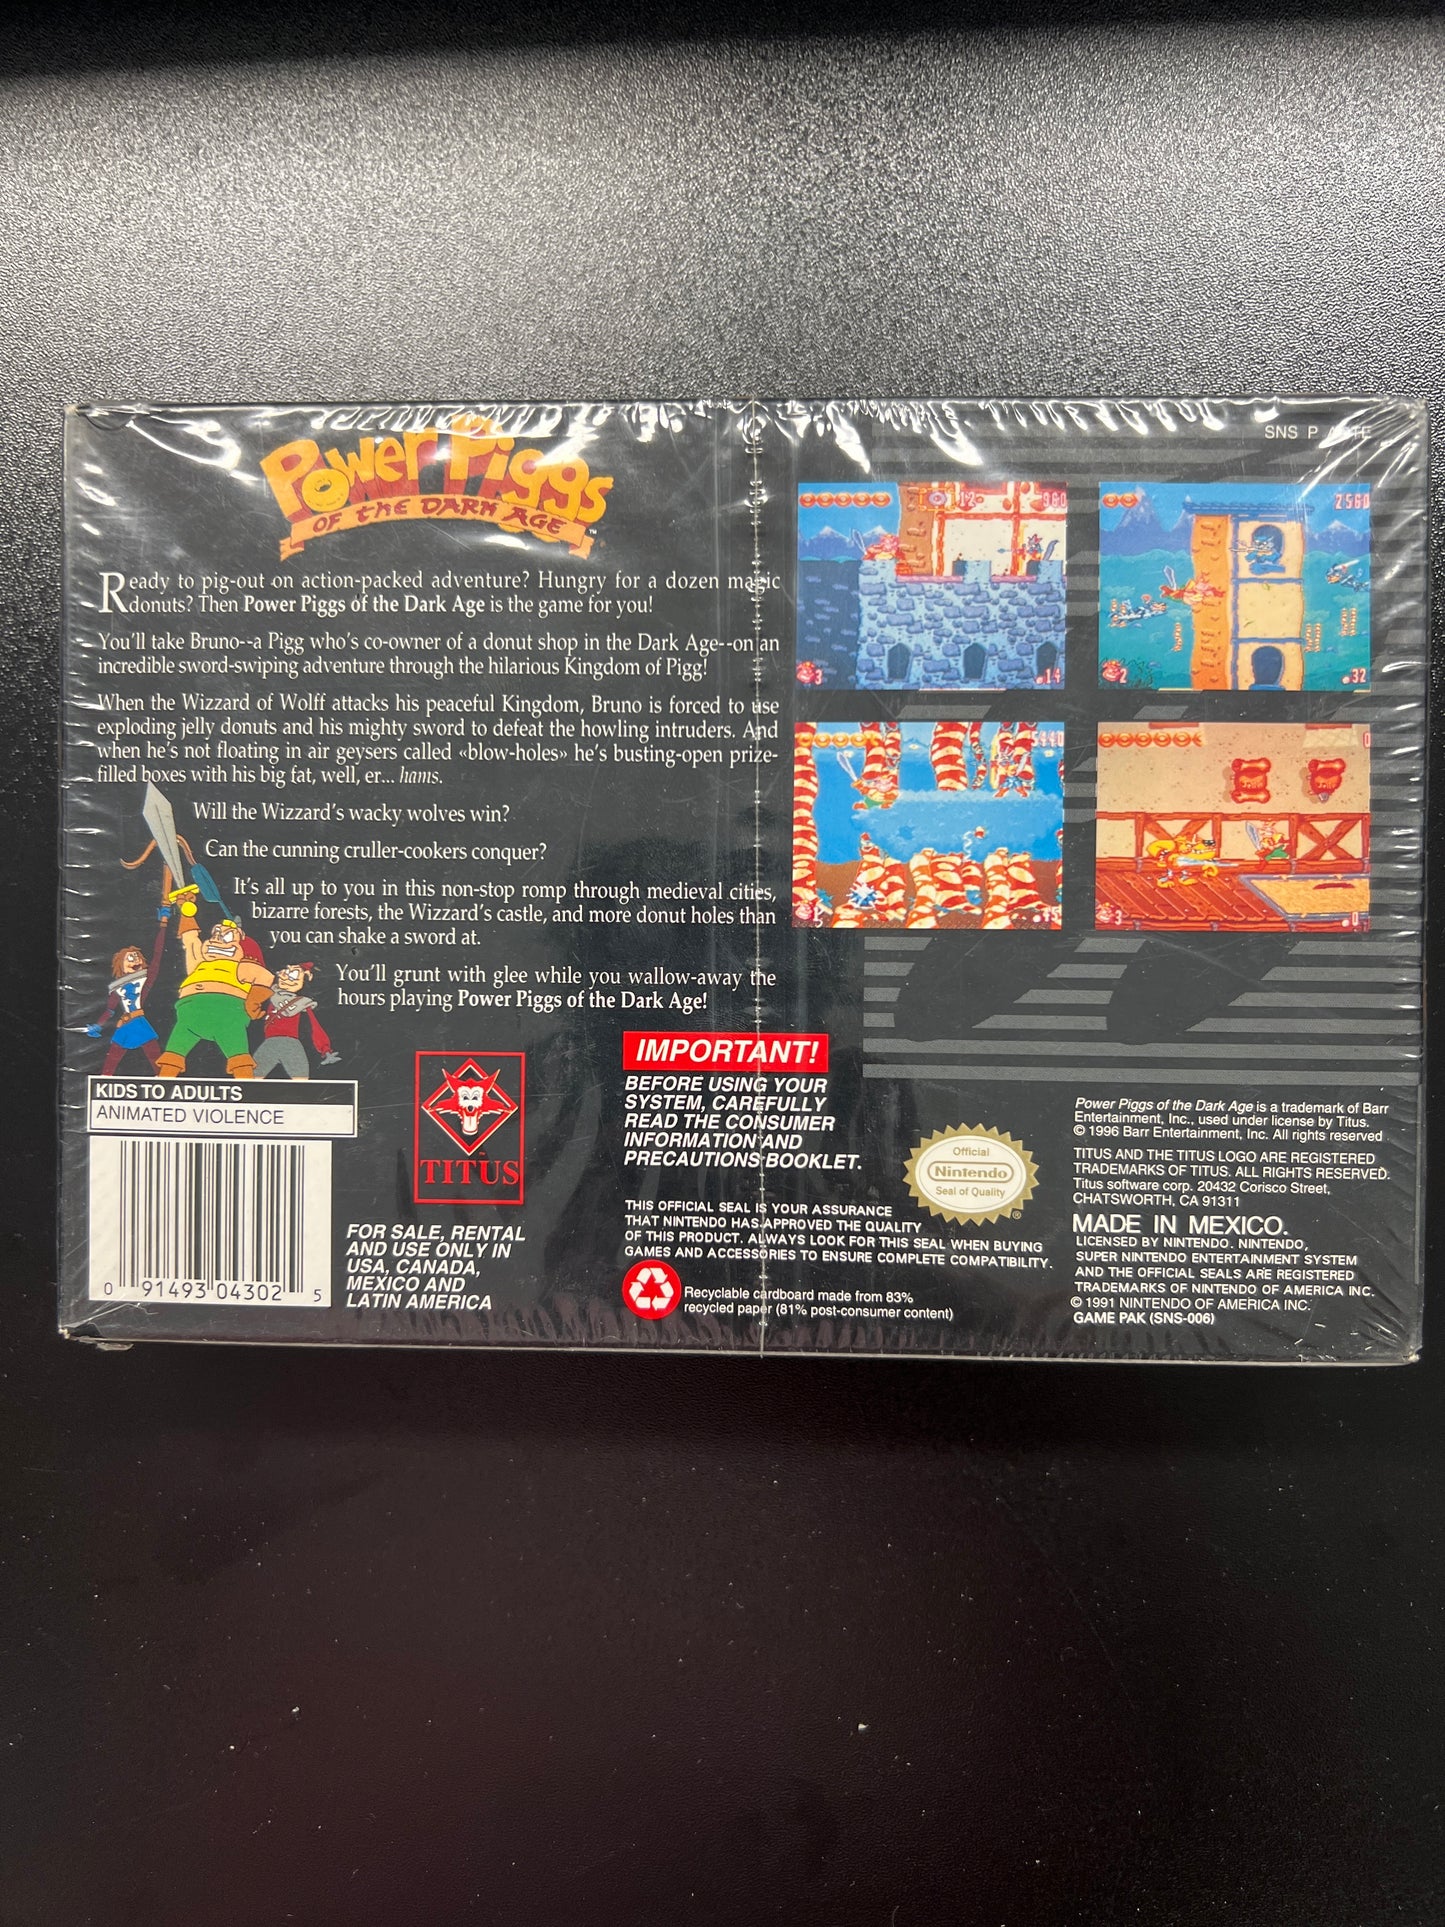 Power Piggs
OF THE DARK AGE™
SNS P
Ready to pig-out on action-packed adventure? Hungry for a dozen magic
donuts? Then Power Piggs of the Dark Age is the game for you!
You'll take Bruno--a Pigg who's co-owner of a donut shop in the Dark Age--on an
incredible sword-swiping adventure through the hilarious Kingdom of Pigg!
When the Wizzard of Wolff attacks his peaceful Kingdom, Bruno is forced to use
exploding jelly donuts and his mighty sword to defeat the howling intruders. And
when he's not floating in air geysers called «blow-holes» he's busting-open prize-
filled boxes with his big fat, well, er... hams.
Will the Wizzard's wacky wolves win?
Can the cunning cruller-cookers conquer?
It's all up to you in this non-stop romp through medieval cities,
bizarre forests, the Wizzard's castle, and more donut holes than
you can shake a sword at.
You'll grunt with glee while you wallow-away the
hours playing Power Piggs of the Dark Age!
12 980
3 .14
2560
2 .32
3 .0
0
KIDS TO ADULTS
ANIMATED VIOLENCE
0 91493 04302 5
TITUS
FOR SALE, RENTAL
AND USE ONLY IN
USA, CANADA,
MEXICO AND
LATIN AMERICA
IMPORTANT!
BEFORE USING YOUR
SYSTEM, CAREFULLY
READ THE CONSUMER
INFORMATION AND
PRECAUTIONS BOOKLET.
Official
Nintendo
Seal of Quality
®
THIS OFFICIAL SEAL IS YOUR ASSURANCE
THAT NINTENDO HAS APPROVED THE QUALITY
OF THIS PRODUCT. ALWAYS LOOK FOR THIS SEAL WHEN BUYING
GAMES AND ACCESSORIES TO ENSURE COMPLETE COMPATIBILITY.
Recyclable cardboard made from 83%
recycled paper (81% post-consumer content)
Power Piggs of the Dark Age is a trademark of Barr
Entertainment, Inc., used under license by Titus.
© 1996 Barr Entertainment, Inc. All rights reserved.
TITUS AND THE TITUS LOGO ARE REGISTERED
TRADEMARKS OF TITUS. ALL RIGHTS RESERVED.
Titus software corp. 20432 Corisco Street,
CHATSWORTH, CA 91311
MADE IN MEXICO.
LICENSED BY NINTENDO. NINTENDO,
SUPER NINTENDO ENTERTAINMENT SYSTEM
AND THE OFFICIAL SEALS ARE REGISTERED
TRADEMARKS OF NINTENDO OF AMERICA INC.
© 1991 NINTENDO OF AMERICA INC.
GAME PAK (SNS-006)